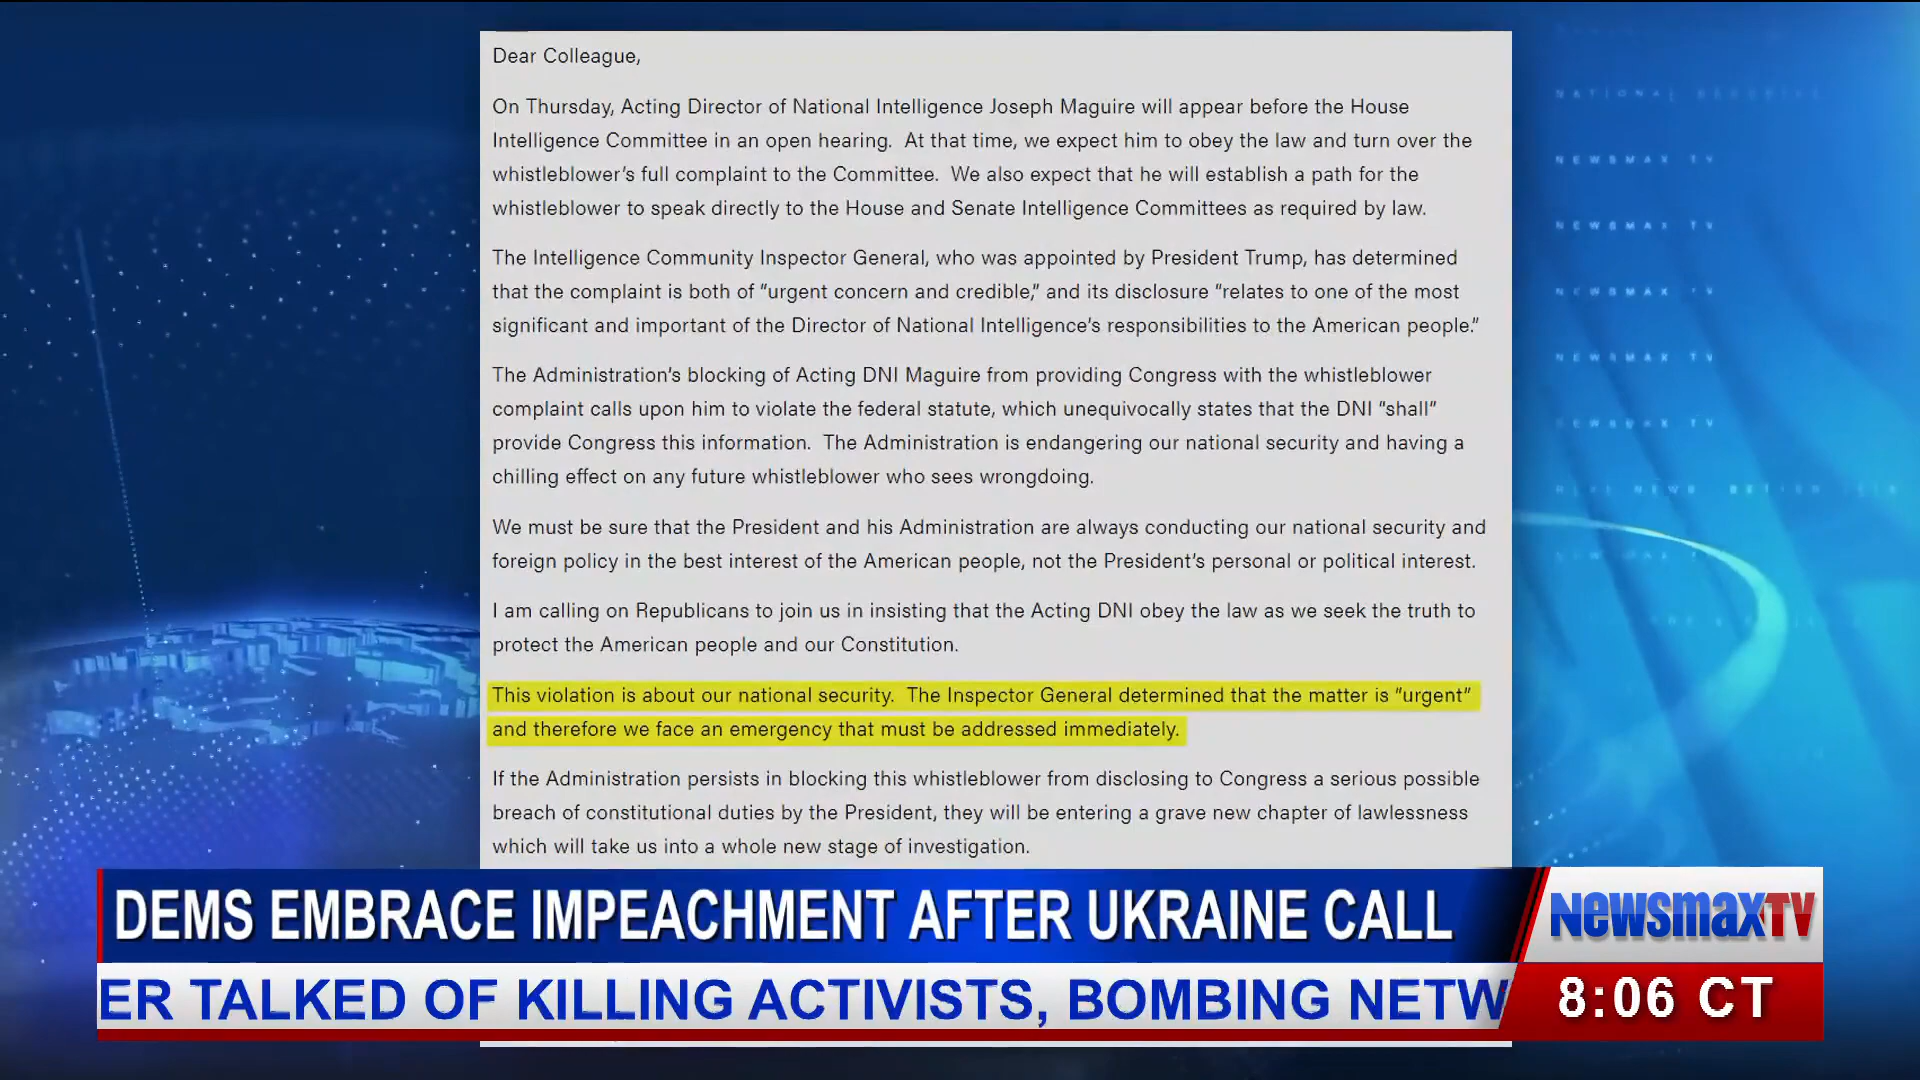 Dear Colleague,
On Thursday, Acting Director of National Intelligence Joseph Maguire will appear before the House
Intelligence Committee in an open hearing.  At that time, we expect him to obey the law and turn over the
whistleblower’s full complaint to the Committee.  We also expect that he will establish a path for the
whistleblower to speak directly to the House and Senate Intelligence Committees as required by law.
The Intelligence Community Inspector General, who was appointed by President Trump, has determined
that the complaint is both of “urgent concern and credible,” and its disclosure “relates to one of the most
significant and important of the Director of National Intelligence’s responsibilities to the American people.”
The Administration’s blocking of Acting DNI Maguire from providing Congress with the whistleblower
complaint calls upon him to violate the federal statute, which unequivocally states that the DNI “shall”
provide Congress this information.  The Administration is endangering our national security and having a
chilling effect on any future whistleblower who sees wrongdoing.
We must be sure that the President and his Administration are always conducting our national security and
foreign policy in the best interest of the American people, not the President’s personal or political interest.
I am calling on Republicans to join us in insisting that the Acting DNI obey the law as we seek the truth to
protect the American people and our Constitution.
This violation is about our national security.  The Inspector General determined that the matter is “urgent”
and therefore we face an emergency that must be addressed immediately.
If the Administration persists in blocking this whistleblower from disclosing to Congress a serious possible
breach of constitutional duties by the President, they will be entering a grave new chapter of lawlessness
which will take us into a whole new stage of investigation.
NATIONAL
NEWSMAX TV
NEWSMAX TV
NEWSMAX TV
NEWSMAX TV
NEWSMAX TV
REAL NEWS
DEMS EMBRACE IMPEACHMENT AFTER UKRAINE CALL
NEWSMAXTV
ER TALKED OF KILLING ACTIVISTS, BOMBING NETW
8:06 CT